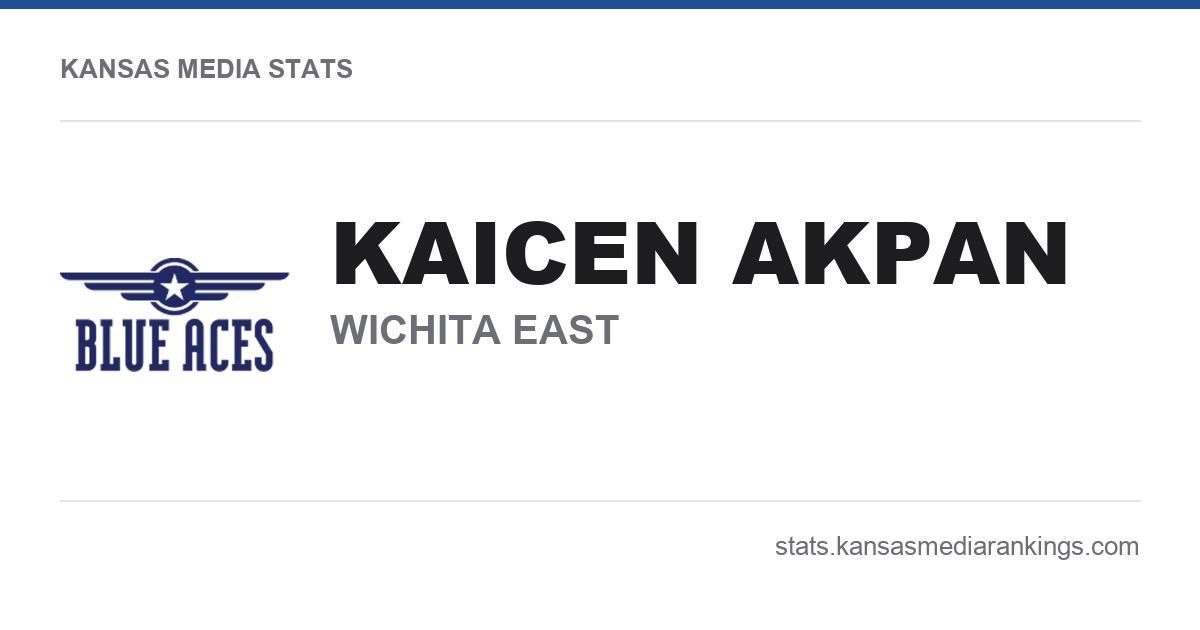 KANSAS MEDIA STATS
KAICEN AKPAN
WICHITA EAST
BLUE ACES
stats.kansasmediarankings.com